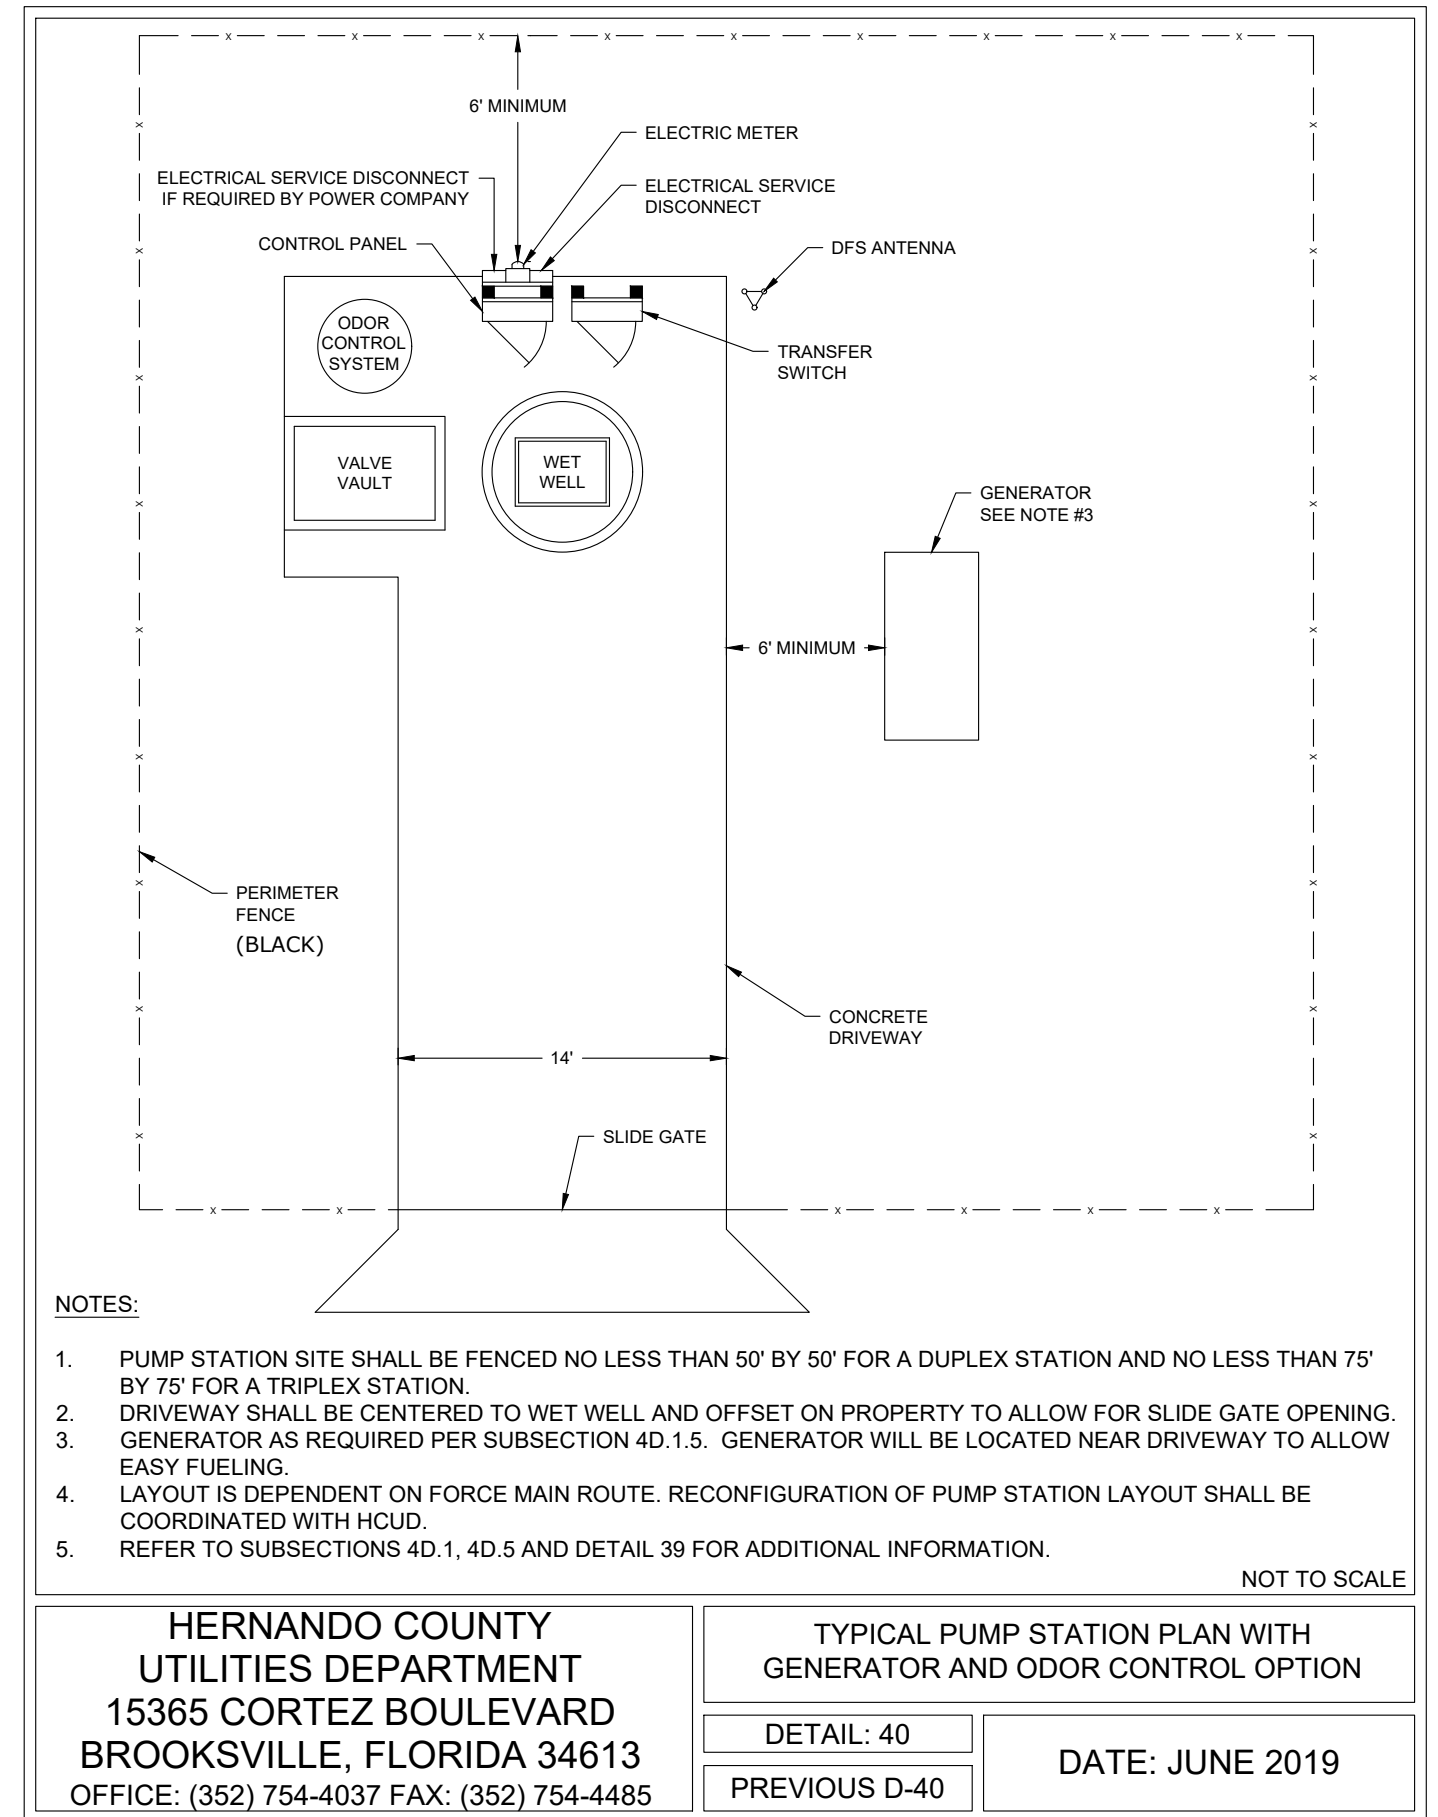 6' MINIMUM
ELECTRIC METER
ELECTRICAL SERVICE DISCONNECT
IF REQUIRED BY POWER COMPANY
ELECTRICAL SERVICE
DISCONNECT
CONTROL PANEL
DFS ANTENNA
ODOR
CONTROL
SYSTEM
TRANSFER
SWITCH
VALVE
VAULT
WET
WELL
GENERATOR
SEE NOTE #3
6' MINIMUM
PERIMETER
FENCE
(BLACK)
CONCRETE
DRIVEWAY
14'
SLIDE GATE
NOTES:
1. PUMP STATION SITE SHALL BE FENCED NO LESS THAN 50' BY 50' FOR A DUPLEX STATION AND NO LESS THAN 75'
BY 75' FOR A TRIPLEX STATION.
2. DRIVEWAY SHALL BE CENTERED TO WET WELL AND OFFSET ON PROPERTY TO ALLOW FOR SLIDE GATE OPENING.
3. GENERATOR AS REQUIRED PER SUBSECTION 4D.1.5. GENERATOR WILL BE LOCATED NEAR DRIVEWAY TO ALLOW
EASY FUELING.
4. LAYOUT IS DEPENDENT ON FORCE MAIN ROUTE. RECONFIGURATION OF PUMP STATION LAYOUT SHALL BE
COORDINATED WITH HCUD.
5. REFER TO SUBSECTIONS 4D.1, 4D.5 AND DETAIL 39 FOR ADDITIONAL INFORMATION.
NOT TO SCALE
HERNANDO COUNTY
UTILITIES DEPARTMENT
15365 CORTEZ BOULEVARD
BROOKSVILLE, FLORIDA 34613
OFFICE: (352) 754-4037 FAX: (352) 754-4485
TYPICAL PUMP STATION PLAN WITH
GENERATOR AND ODOR CONTROL OPTION
DETAIL: 40
PREVIOUS D-40
DATE: JUNE 2019